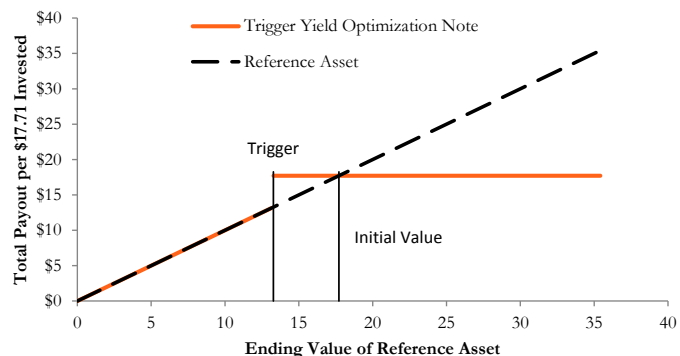 $40
$35
$30
$25
$20
$15
$10
$5
$0
Total Payout per $17.71 Invested
Trigger Yield Optimization Note
Reference Asset
Trigger
Initial Value
0 5 10 15 20 25 30 35 40
Ending Value of Reference Asset